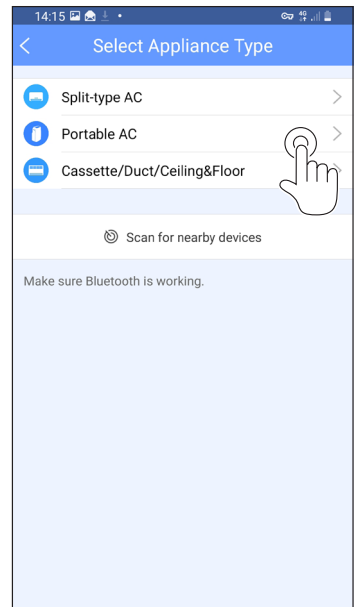 14:15 4G
Select Appliance Type
Split-type AC
Portable AC
Cassette/Duct/Ceiling&Floor
Scan for nearby devices
Make sure Bluetooth is working.